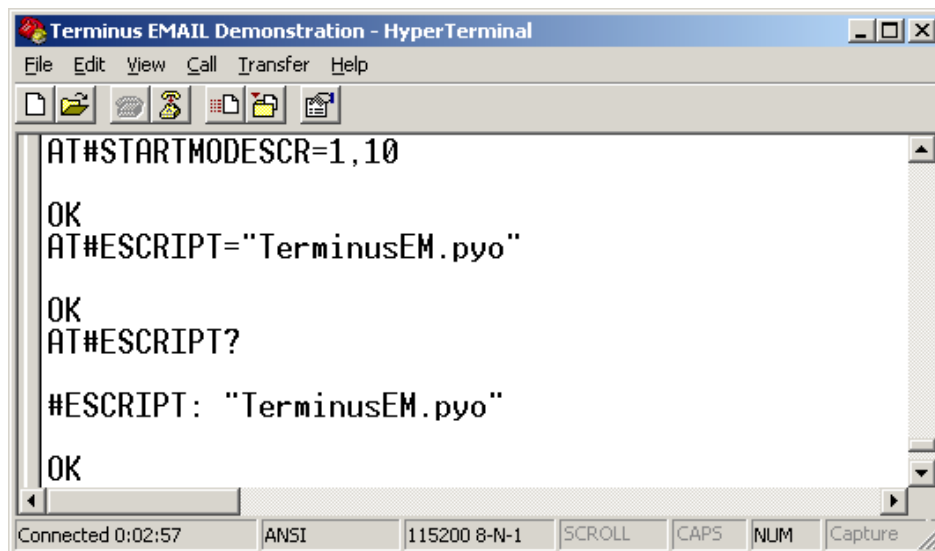 Terminus EMAIL Demonstration - HyperTerminal
File Edit View Call Transfer Help
AT#STARTMODESCR=1,10
OK
AT#ESCRIPT="TerminusEM.pyo"
OK
AT#ESCRIPT?
#ESCRIPT: "TerminusEM.pyo"
OK
Connected 0:02:57 ANSI 115200 8-N-1 SCROLL CAPS NUM Capture